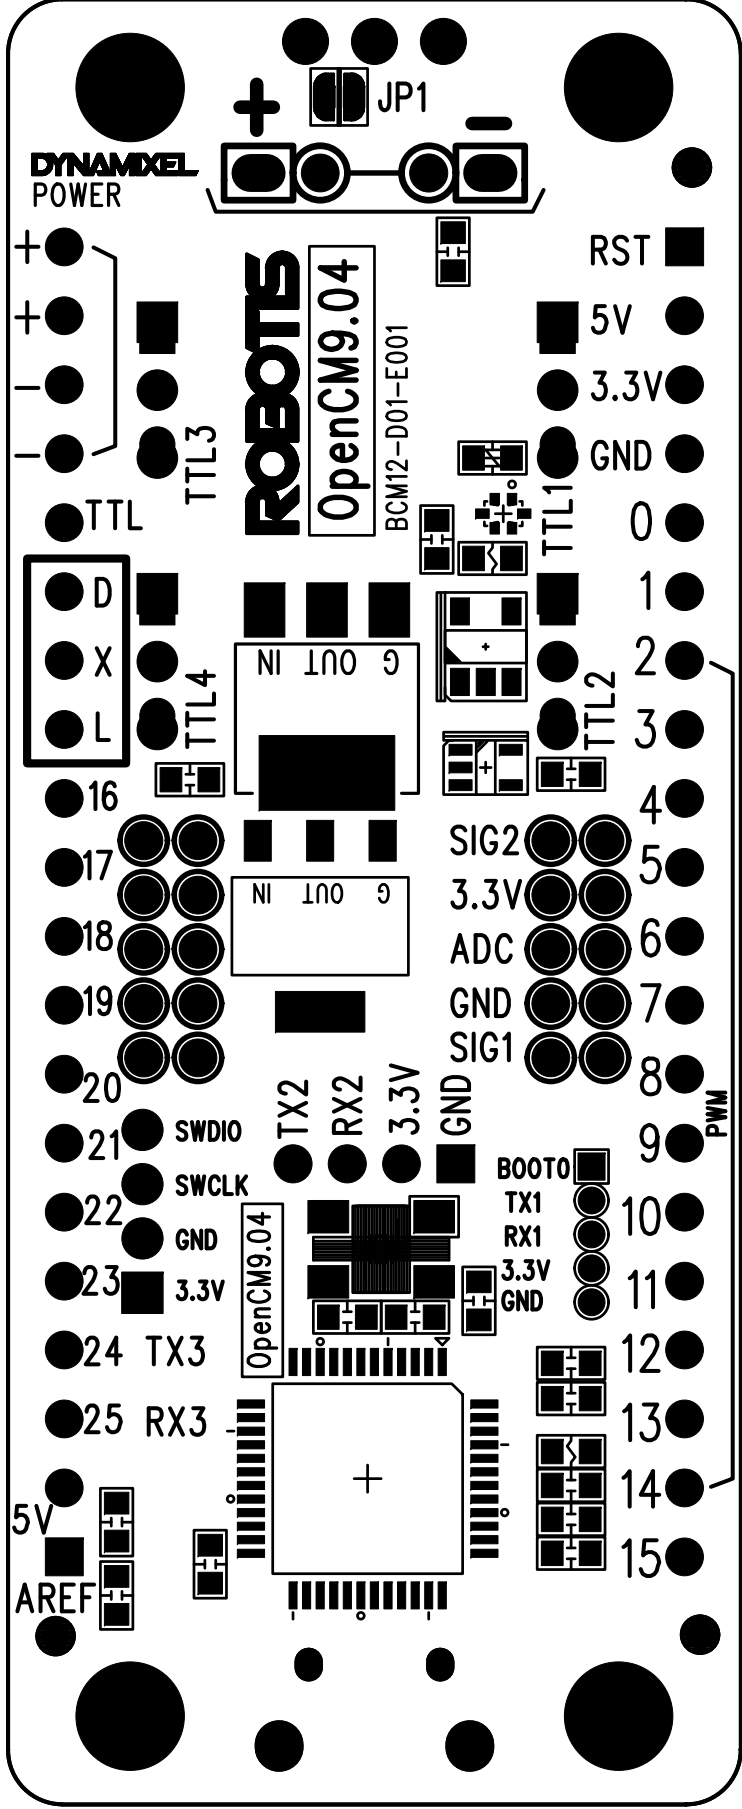 +
-
JP1
DYNAMIXEL
POWER
+
+
-
-
ROBOTIS
OpenCM9.04
BCM12-D01-E001
RST
5V
3.3V
GND
0
1
2
3
4
5
6
7
8
9
10
11
12
13
14
15
PWM
TTL3
TTL1
TTL
D
X
L
TTL4
TTL2
IN OUT G
IN OUT G
16
17
18
19
20
21
22
23
24 TX3
25 RX3
5V
AREF
SIG2
3.3V
ADC
GND
SIG1
TX2
RX2
3.3V
GND
SWDIO
SWCLK
GND
3.3V
BOOT0
TX1
RX1
3.3V
GND
OpenCM9.04